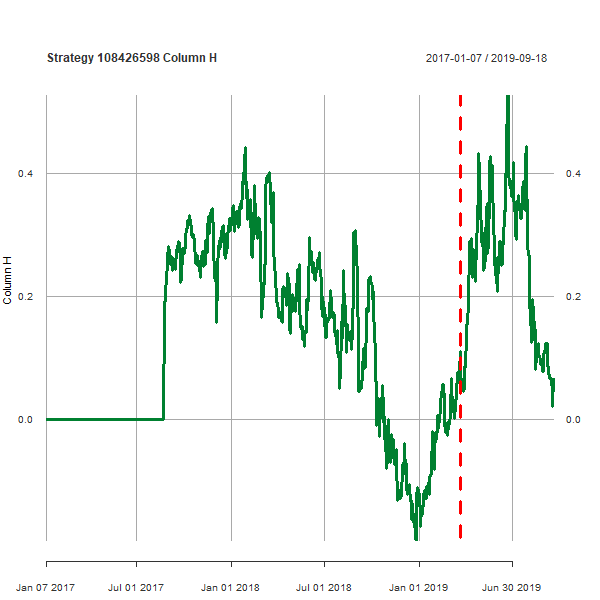 Strategy 108426598 Column H
2017-01-07 / 2019-09-18
Column H
0.4
0.2
0.0
0.4
0.2
0.0
Jan 07 2017
Jul 01 2017
Jan 01 2018
Jul 01 2018
Jan 01 2019
Jun 30 2019